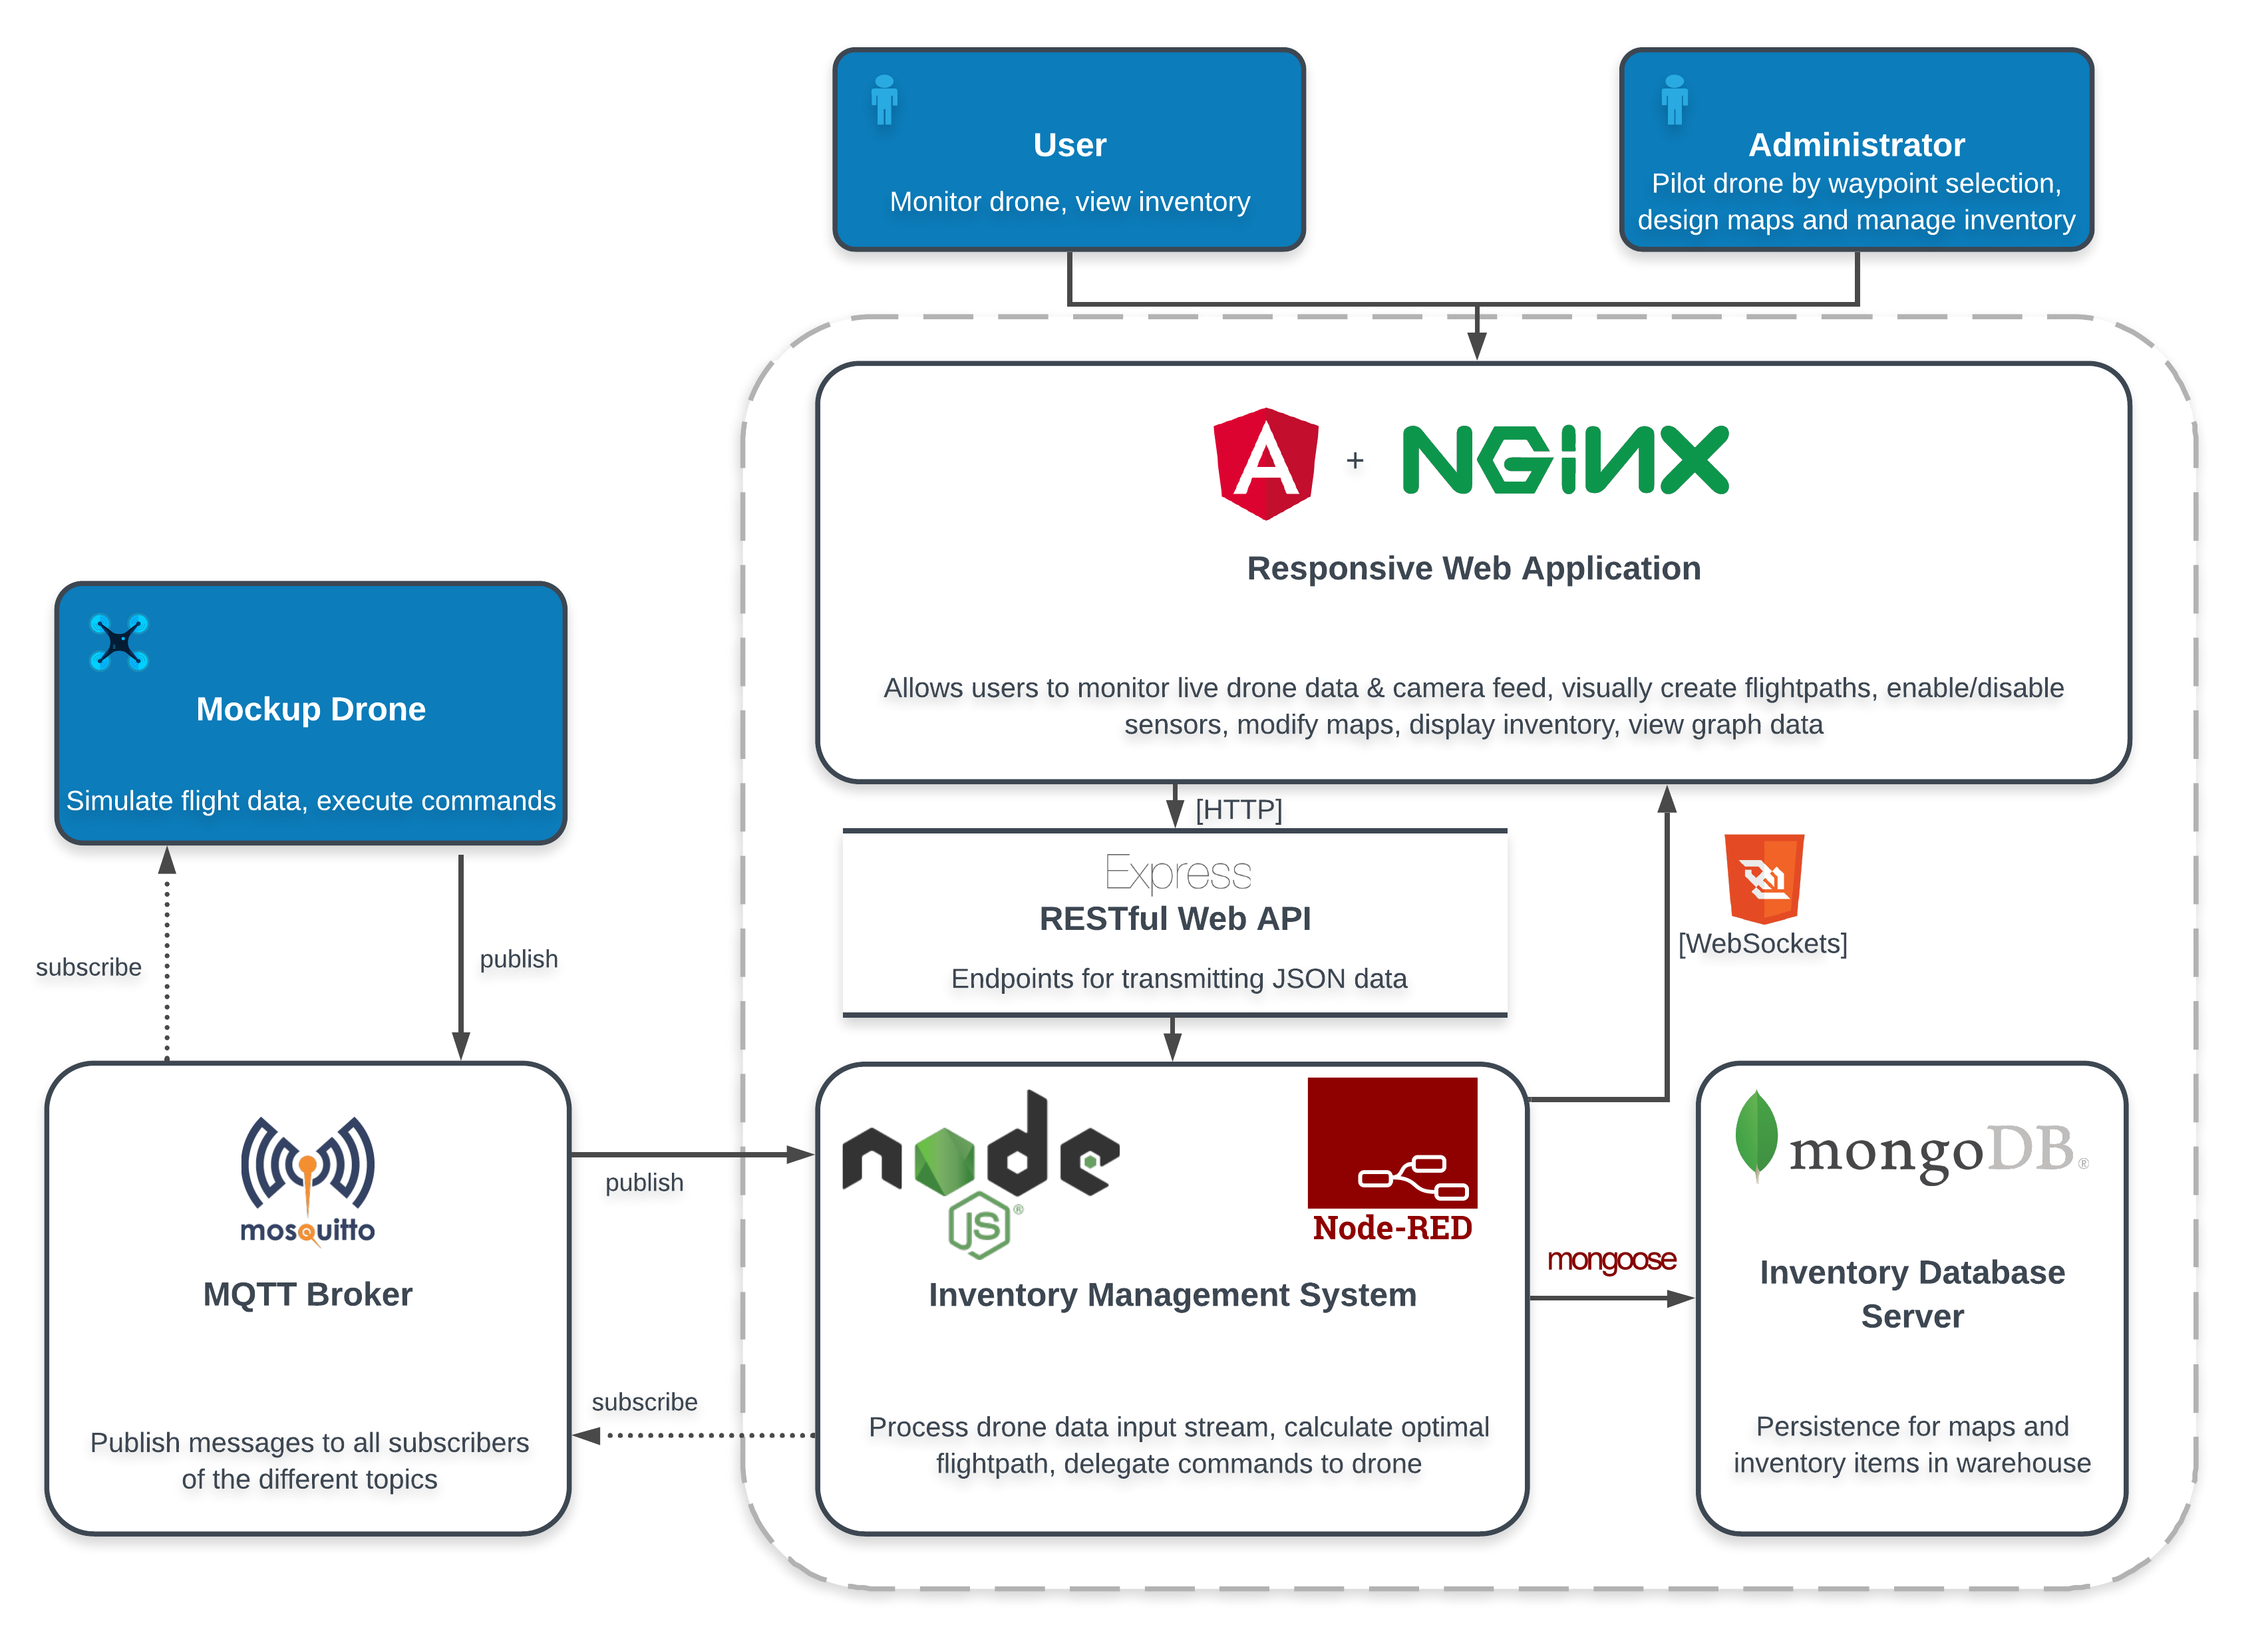 User
Monitor drone, view inventory
Administrator
Pilot drone by waypoint selection,
design maps and manage inventory
+ NGINX
Responsive Web Application
Allows users to monitor live drone data & camera feed, visually create flightpaths, enable/disable
sensors, modify maps, display inventory, view graph data
Mockup Drone
Simulate flight data, execute commands
[HTTP]
Express
RESTful Web API
Endpoints for transmitting JSON data
[WebSockets]
subscribe
publish
mosquitto
MQTT Broker
Publish messages to all subscribers
of the different topics
publish
subscribe
node
JS®
Node-RED
Inventory Management System
Process drone data input stream, calculate optimal
flightpath, delegate commands to drone
mongoose
mongoDB®
Inventory Database
Server
Persistence for maps and
inventory items in warehouse